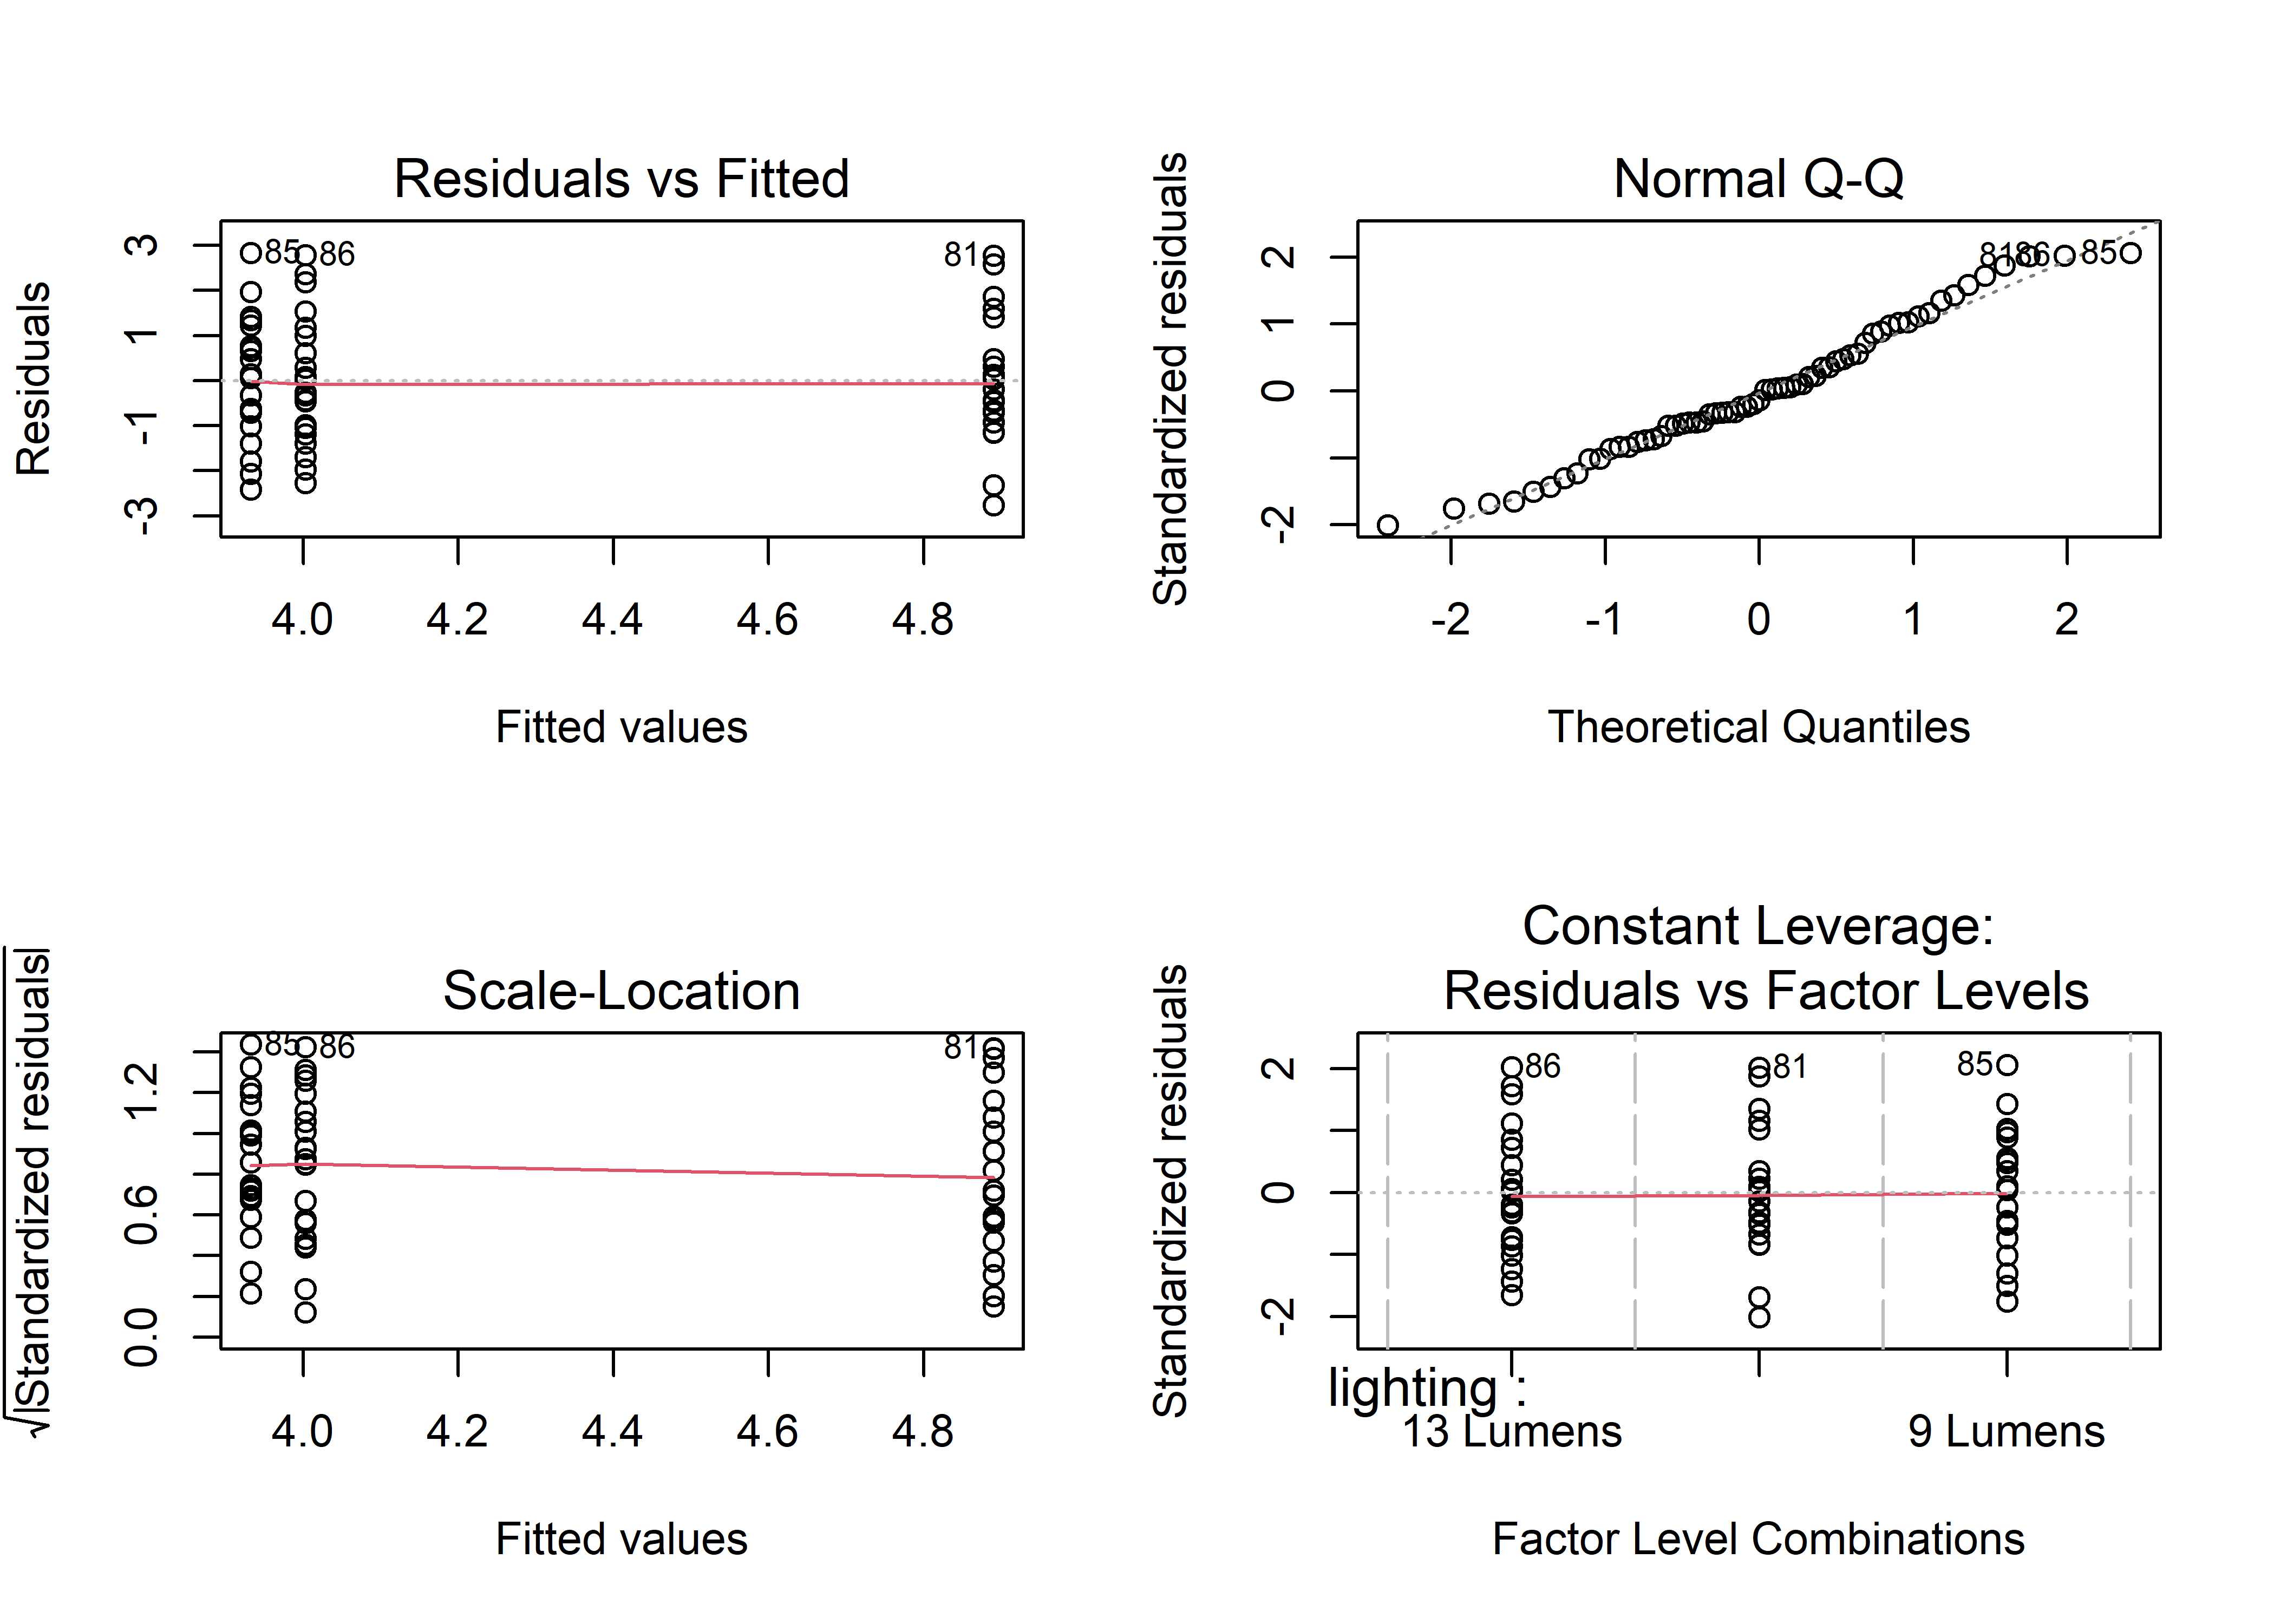 Residuals vs Fitted
Residuals
3
1
-1
-3
85
86
81
4.0 4.2 4.4 4.6 4.8
Fitted values
Normal Q-Q
Standardized residuals
2
1
0
-2
81
86
85
-2 -1 0 1 2
Theoretical Quantiles
Scale-Location
√|Standardized residuals|
1.2
0.6
0.0
85
86
81
4.0 4.2 4.4 4.6 4.8
Fitted values
Constant Leverage:
Residuals vs Factor Levels
Standardized residuals
2
0
-2
86
81
85
lighting :
13 Lumens 9 Lumens
Factor Level Combinations